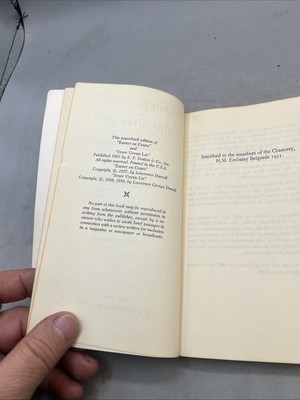 This paperback edition of
"ESPRIT DE CORPS"
and
"STIFF UPPER LIP"
Published 1961 by E. P. Dutton & Co., Inc.
All rights reserved. Printed in the U.S.A.
"ESPRIT DE CORPS"
Copyright, ©, 1957, by Lawrence Durrell
"STIFF UPPER LIP"
Copyright, ©, 1958, 1959, by Lawrence George Durrell
No part of this book may be reproduced in
any form whatsoever without permission in
writing from the publisher, except by a re-
viewer who wishes to quote brief passages in
connection with a review written for inclusion
in a magazine or newspaper or broadcast.
Inscribed to the members of the Chancery,
H.M. Embassy Belgrade 1951.